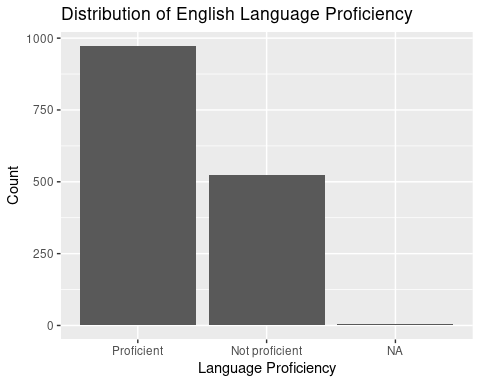 Distribution of English Language Proficiency
1000
750
500
250
0
Count
Proficient
Not proficient
NA
Language Proficiency